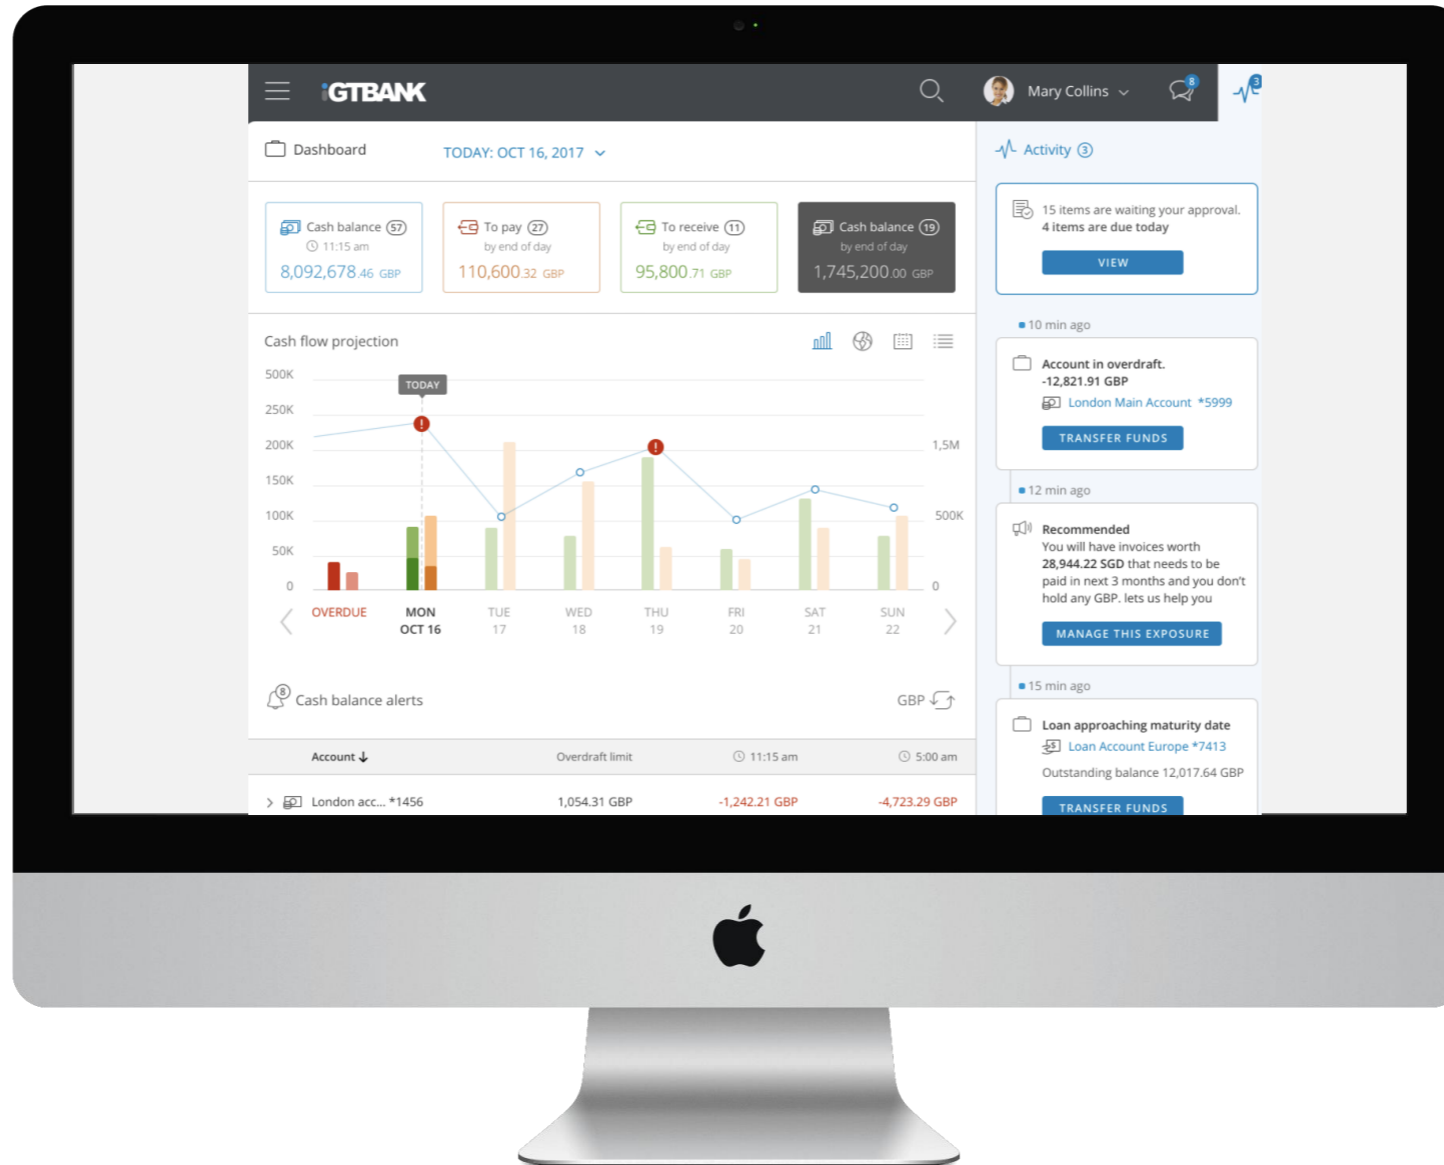 iGTBANK
Mary Collins
8
3
Dashboard
TODAY: OCT 16, 2017
Cash balance 57
11:15 am
8,092,678.46 GBP
To pay 27
by end of day
110,600.32 GBP
To receive 11
by end of day
95,800.71 GBP
Cash balance 19
by end of day
1,745,200.00 GBP
Cash flow projection
500K
250K
200K
150K
100K
50K
0
TODAY
!
!
1,5M
500K
0
OVERDUE
MON
OCT 16
TUE
17
WED
18
THU
19
FRI
20
SAT
21
SUN
22
8
Cash balance alerts
GBP
Account
Overdraft limit
11:15 am
5:00 am
London acc... *1456
1,054.31 GBP
-1,242.21 GBP
-4,723.29 GBP
Activity 3
15 items are waiting your approval.
4 items are due today
VIEW
10 min ago
Account in overdraft.
-12,821.91 GBP
London Main Account *5999
TRANSFER FUNDS
12 min ago
Recommended
You will have invoices worth
28,944.22 SGD that needs to be
paid in next 3 months and you don't
hold any GBP. lets us help you
MANAGE THIS EXPOSURE
15 min ago
Loan approaching maturity date
Loan Account Europe *7413
Outstanding balance 12,017.64 GBP
TRANSFER FUNDS